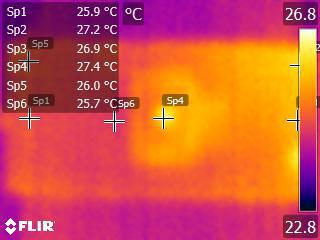 Sp1 25.9 °C °C 26.8
Sp2 27.2 °C
Sp3 26.9 °C
Sp4 27.4 °C
Sp5 26.0 °C
Sp6 25.7 °C
Sp5
Sp1
Sp6
Sp4
FLIR 22.8